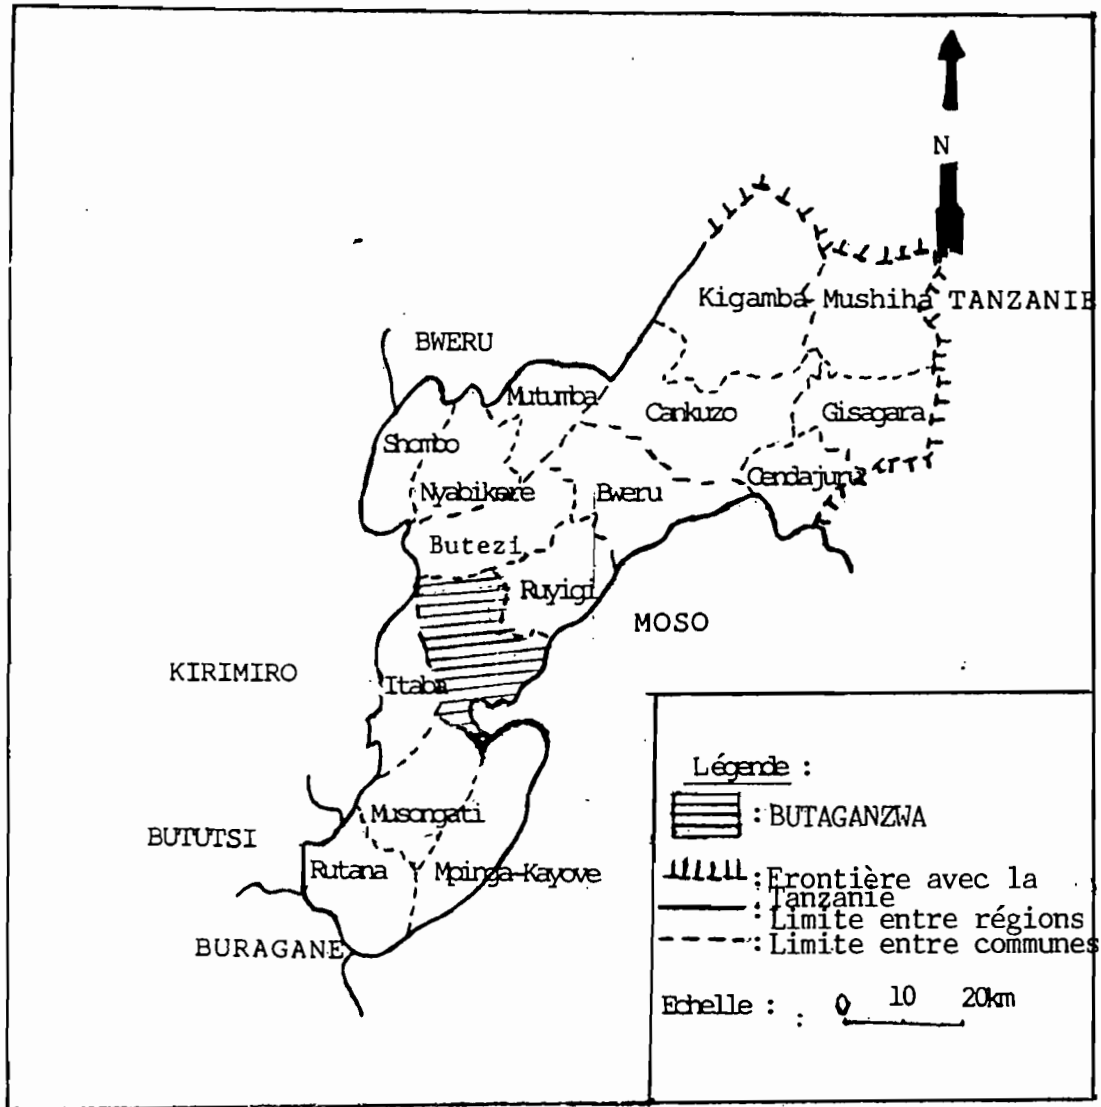 N
Kigamba Mushiha TANZANIE
BWERU
Mutumba
Cankuzo Gisagara
Shombo
Cendajuru
Nyabikere Bweru
Butezi
Ruyigi
MOSO
KIRIMIRO
Itaba
Légende :
: BUTAGANZWA
Musongati
BUTUTSI
Rutana Mpinga-Kayove
: Frontière avec la
Tanzanie
: Limite entre régions
: Limite entre communes
BURAGANE
Echelle : : 0 10 20km